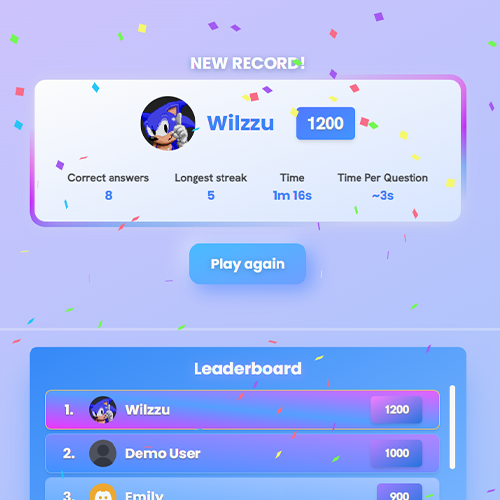 NEW RECORD!
Wilzzu 1200
Correct answers Longest streak Time Time Per Question
8 5 1m 16s ~3s
Play again
Leaderboard
1. Wilzzu 1200
2. Demo User 1000
3. Emily 900